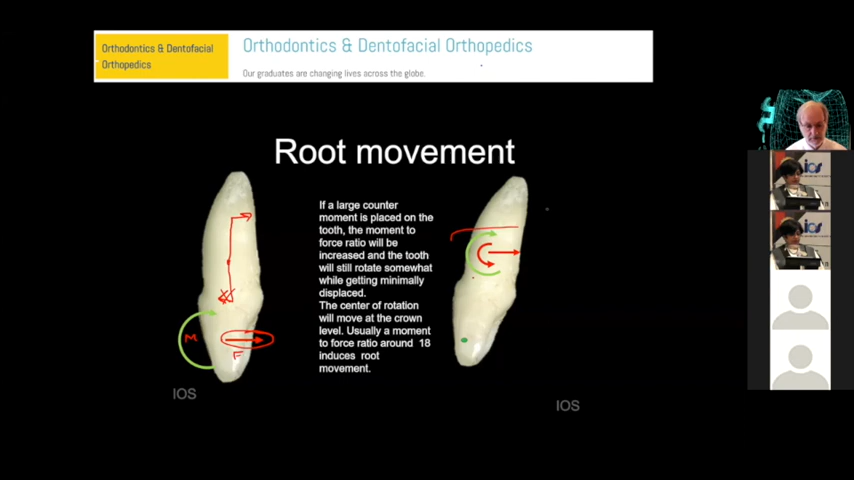 Orthodontics & Dentofacial
Orthopedics
Orthodontics & Dentofacial Orthopedics
Our graduates are changing lives across the globe.
Root movement
If a large counter
moment is placed on the
tooth, the moment to
force ratio will be
increased and the tooth
will still rotate somewhat
while getting minimally
displaced.
The center of rotation
will move at the crown
level. Usually a moment
to force ratio around 18
induces root
movement.
M
F
IOS
IOS
ios
ios